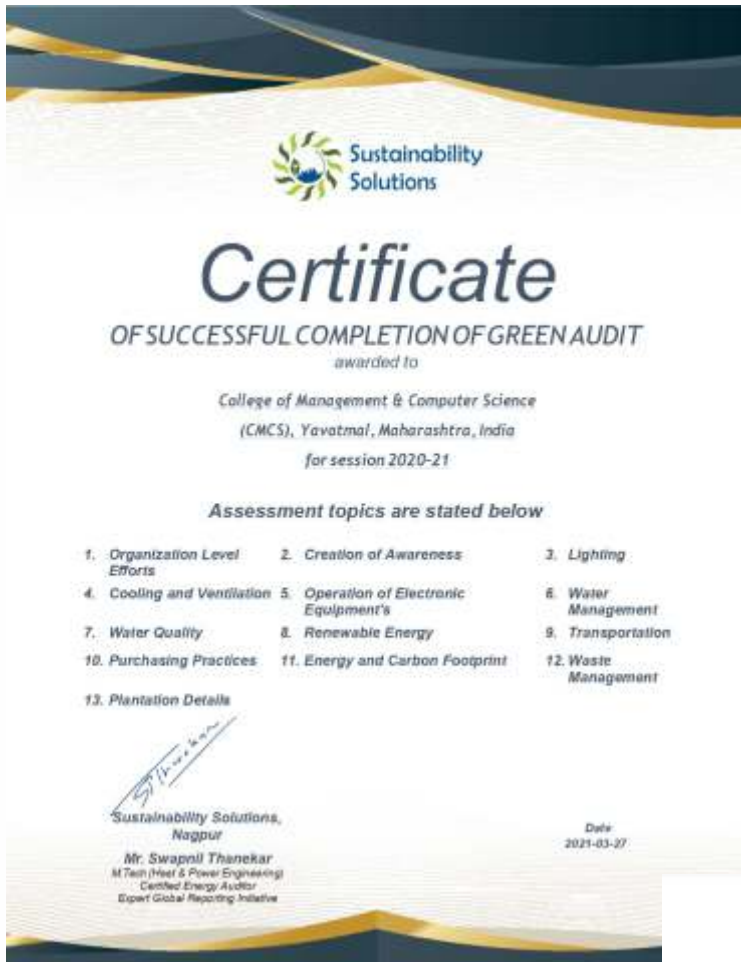 Sustainability
Solutions
Certificate
OF SUCCESSFUL COMPLETION OF GREEN AUDIT
awarded to
College of Management & Computer Science
(CMCS), Yavatmal, Maharashtra, India
for session 2020-21
Assessment topics are stated below
1. Organization Level Efforts
2. Creation of Awareness
3. Lighting
4. Cooling and Ventilation
5. Operation of Electronic Equipment's
6. Water Management
7. Water Quality
8. Renewable Energy
9. Transportation
10. Purchasing Practices
11. Energy and Carbon Footprint
12. Waste Management
13. Plantation Details
SThanekar
Sustainability Solutions,
Nagpur
Mr. Swapnil Thanekar
M.Tech (Heat & Power Engineering)
Certified Energy Auditor
Expert Global Reporting Initiative
Date
2021-03-27